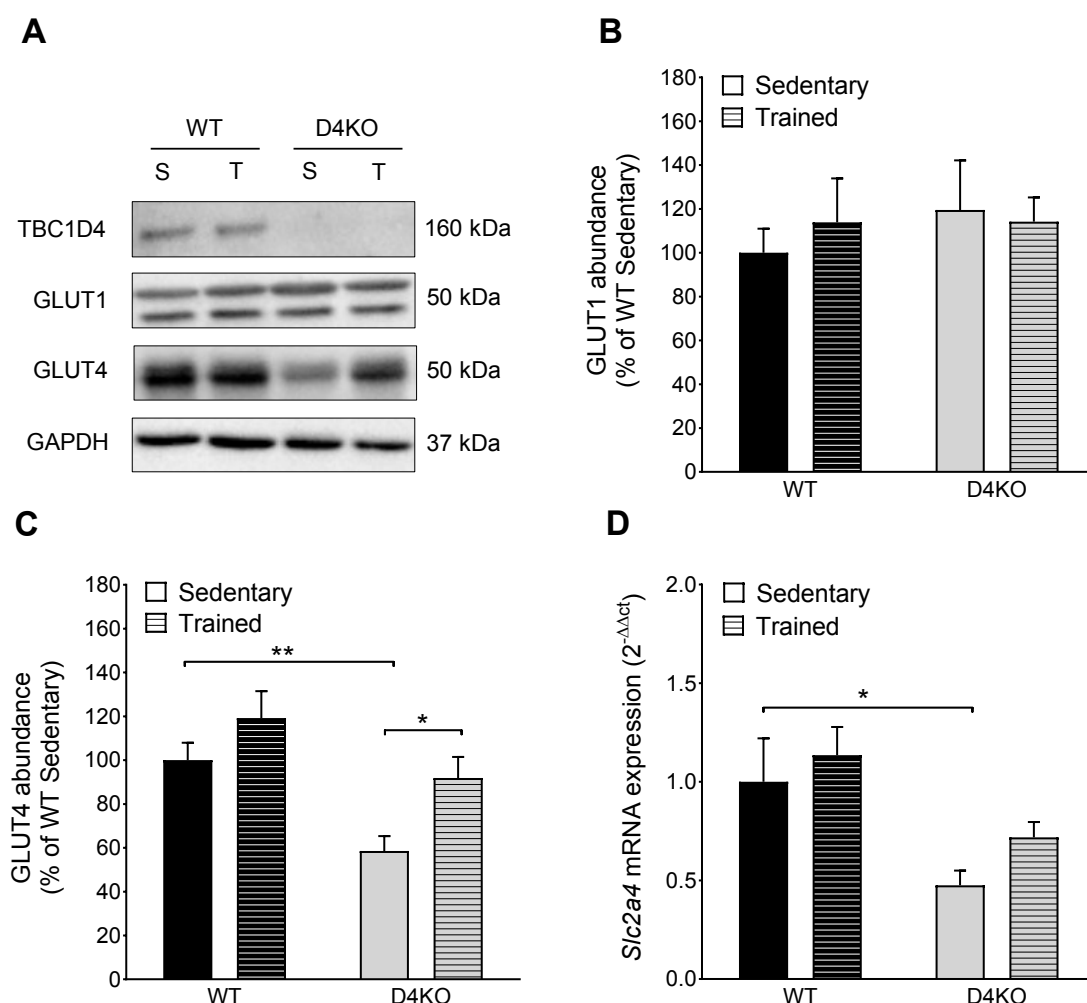 A
WT D4KO
S T S T
TBC1D4 160 kDa
GLUT1 50 kDa
GLUT4 50 kDa
GAPDH 37 kDa
B
GLUT1 abundance
(% of WT Sedentary)
180
160
140
120
100
80
60
40
20
0
Sedentary
Trained
WT D4KO
C
GLUT4 abundance
(% of WT Sedentary)
180
160
140
120
100
80
60
40
20
0
Sedentary
Trained
**
*
WT D4KO
D
Slc2a4 mRNA expression (2^-ΔΔct)
2.0
1.5
1.0
0.5
0.0
Sedentary
Trained
*
WT D4KO